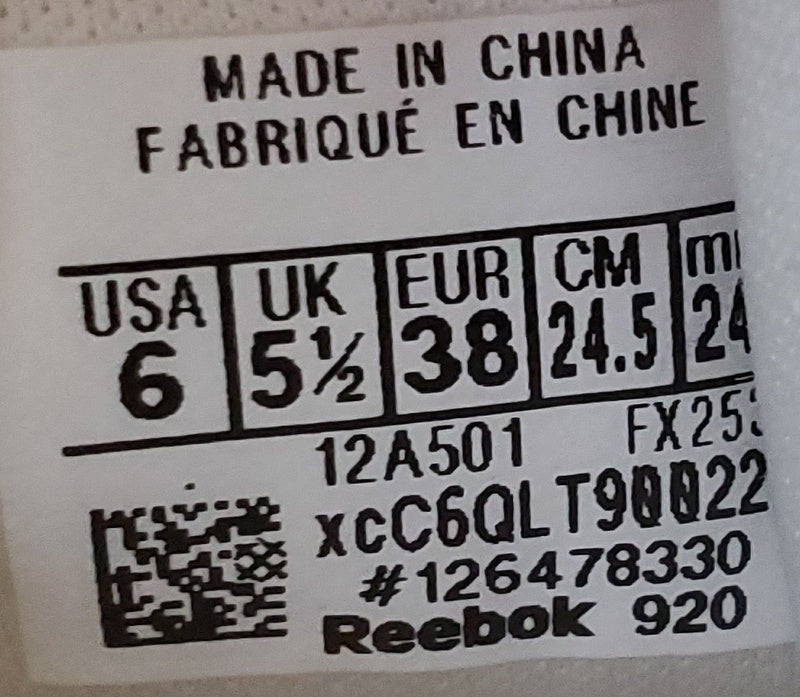 MADE IN CHINA
FABRIQUÉ EN CHINE
USA UK EUR CM
6 5½ 38 24.5
12A501
xcC6QLT90022
#126478330
Reebok 920